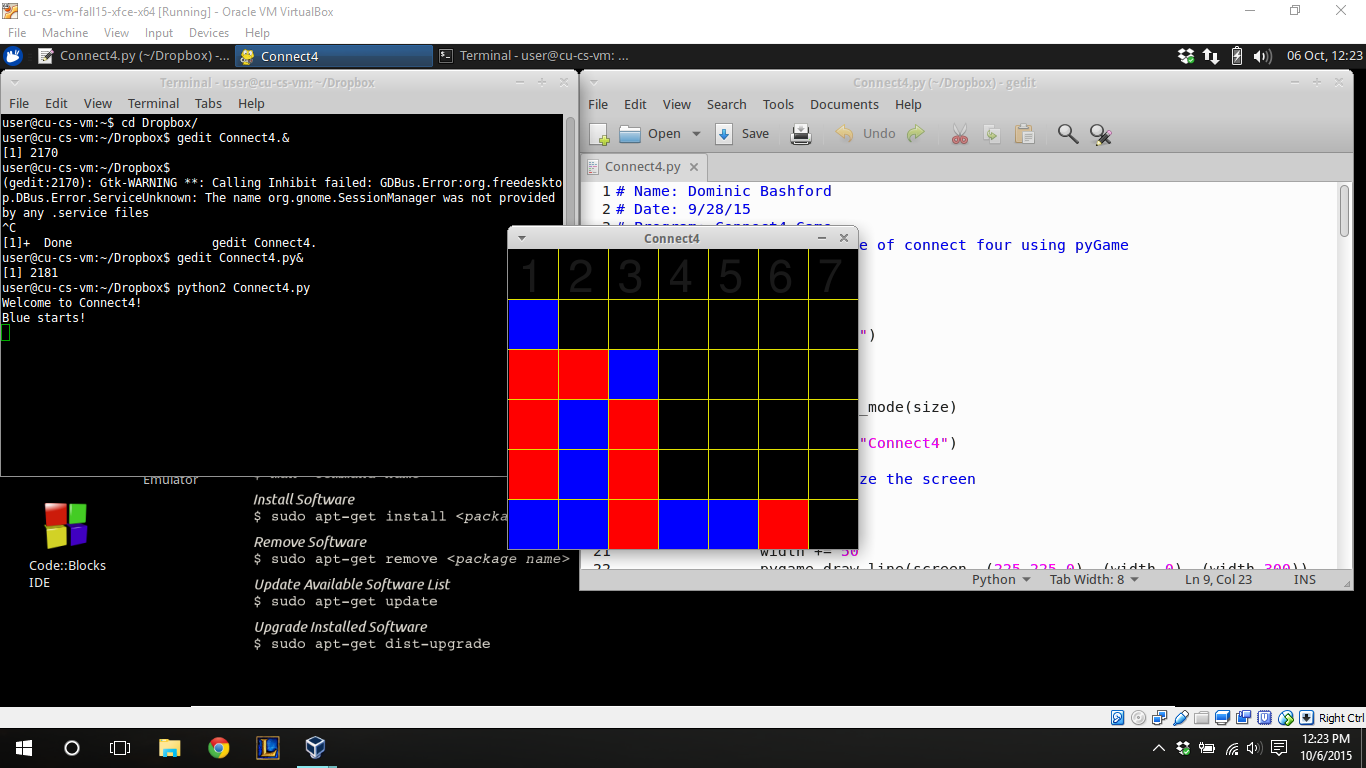 cu-cs-vm-fall15-xfce-x64 [Running] - Oracle VM VirtualBox
File Machine View Input Devices Help
Connect4.py (~/Dropbox) -... Connect4 Terminal - user@cu-cs-vm: ... 06 Oct, 12:23
Terminal - user@cu-cs-vm: ~/Dropbox
File Edit View Terminal Tabs Help
user@cu-cs-vm:~$ cd Dropbox/
user@cu-cs-vm:~/Dropbox$ gedit Connect4.&
[1] 2170
user@cu-cs-vm:~/Dropbox$
(gedit:2170): Gtk-WARNING **: Calling Inhibit failed: GDBus.Error:org.freedeskto
p.DBus.Error.ServiceUnknown: The name org.gnome.SessionManager was not provided
by any .service files
^C
[1]+ Done gedit Connect4.
user@cu-cs-vm:~/Dropbox$ gedit Connect4.py&
[1] 2181
user@cu-cs-vm:~/Dropbox$ python2 Connect4.py
Welcome to Connect4!
Blue starts!
Connect4.py (~/Dropbox) - gedit
File Edit View Search Tools Documents Help
Open Save Undo
Connect4.py
1 # Name: Dominic Bashford
2 # Date: 9/28/15
3 # Program: Connect4 Game
e of connect four using pyGame
")
_mode(size)
"Connect4")
ze the screen
21 width += 50
22 pygame.draw.line(screen, (225,225,0), (width,0), (width,300))
Python Tab Width: 8 Ln 9, Col 23 INS
Connect4
1 2 3 4 5 6 7
Emulator
Code::Blocks
IDE
Install Software
$ sudo apt-get install <packa
Remove Software
$ sudo apt-get remove <package name>
Update Available Software List
$ sudo apt-get update
Upgrade Installed Software
$ sudo apt-get dist-upgrade
Right Ctrl
12:23 PM
10/6/2015